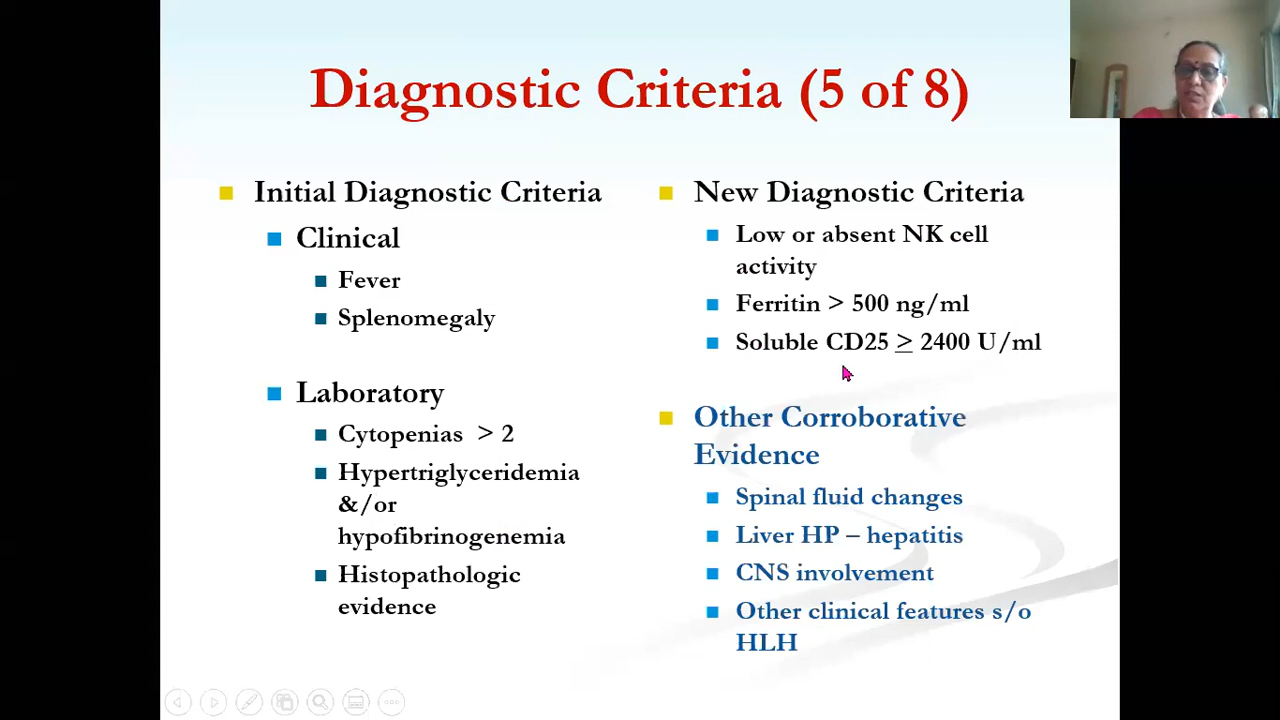 Diagnostic Criteria (5 of 8)
Initial Diagnostic Criteria
Clinical
Fever
Splenomegaly
Laboratory
Cytopenias > 2
Hypertriglyceridemia
&/or
hypofibrinogenemia
Histopathologic
evidence
New Diagnostic Criteria
Low or absent NK cell
activity
Ferritin > 500 ng/ml
Soluble CD25 ≥ 2400 U/ml
Other Corroborative
Evidence
Spinal fluid changes
Liver HP – hepatitis
CNS involvement
Other clinical features s/o
HLH